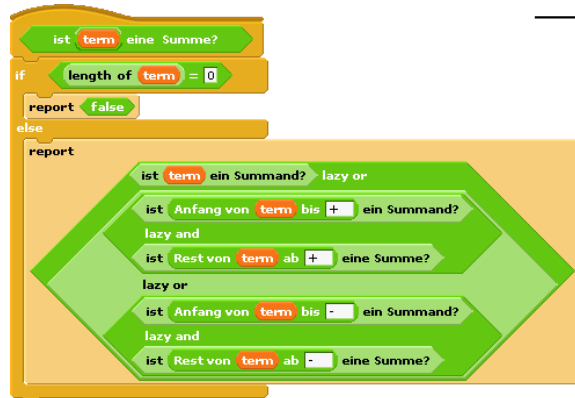 ist term eine Summe?
if length of term = 0
report false
else
report
ist term ein Summand? lazy or
ist Anfang von term bis + ein Summand?
lazy and
ist Rest von term ab + eine Summe?
lazy or
ist Anfang von term bis - ein Summand?
lazy and
ist Rest von term ab - eine Summe?